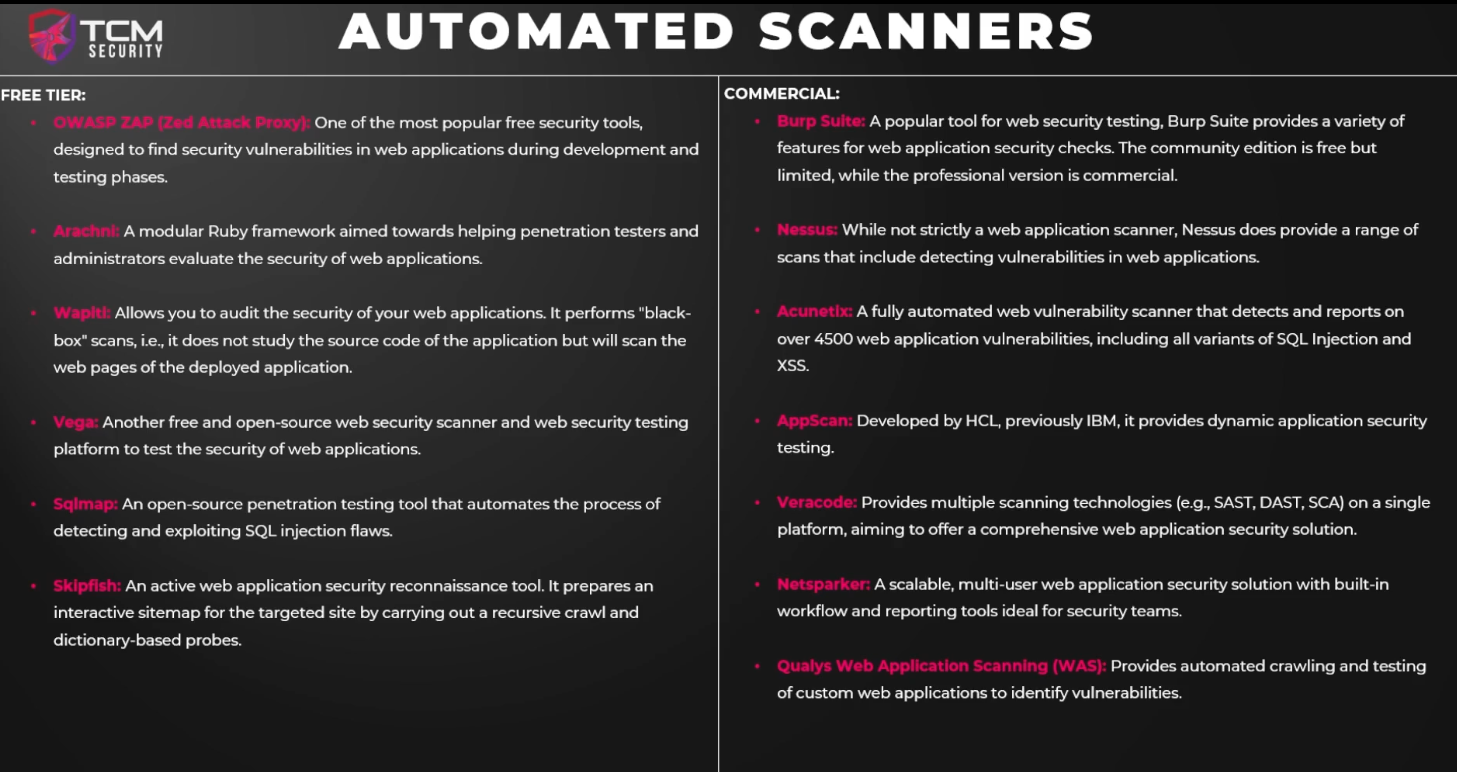 TCM
SECURITY
AUTOMATED SCANNERS
FREE TIER:
• OWASP ZAP (Zed Attack Proxy): One of the most popular free security tools,
designed to find security vulnerabilities in web applications during development and
testing phases.
• Arachni: A modular Ruby framework aimed towards helping penetration testers and
administrators evaluate the security of web applications.
• Wapiti: Allows you to audit the security of your web applications. It performs "black-
box" scans, i.e., it does not study the source code of the application but will scan the
web pages of the deployed application.
• Vega: Another free and open-source web security scanner and web security testing
platform to test the security of web applications.
• Sqlmap: An open-source penetration testing tool that automates the process of
detecting and exploiting SQL injection flaws.
• Skipfish: An active web application security reconnaissance tool. It prepares an
interactive sitemap for the targeted site by carrying out a recursive crawl and
dictionary-based probes.
COMMERCIAL:
• Burp Suite: A popular tool for web security testing, Burp Suite provides a variety of
features for web application security checks. The community edition is free but
limited, while the professional version is commercial.
• Nessus: While not strictly a web application scanner, Nessus does provide a range of
scans that include detecting vulnerabilities in web applications.
• Acunetix: A fully automated web vulnerability scanner that detects and reports on
over 4500 web application vulnerabilities, including all variants of SQL Injection and
XSS.
• AppScan: Developed by HCL, previously IBM, it provides dynamic application security
testing.
• Veracode: Provides multiple scanning technologies (e.g., SAST, DAST, SCA) on a single
platform, aiming to offer a comprehensive web application security solution.
• Netsparker: A scalable, multi-user web application security solution with built-in
workflow and reporting tools ideal for security teams.
• Qualys Web Application Scanning (WAS): Provides automated crawling and testing
of custom web applications to identify vulnerabilities.